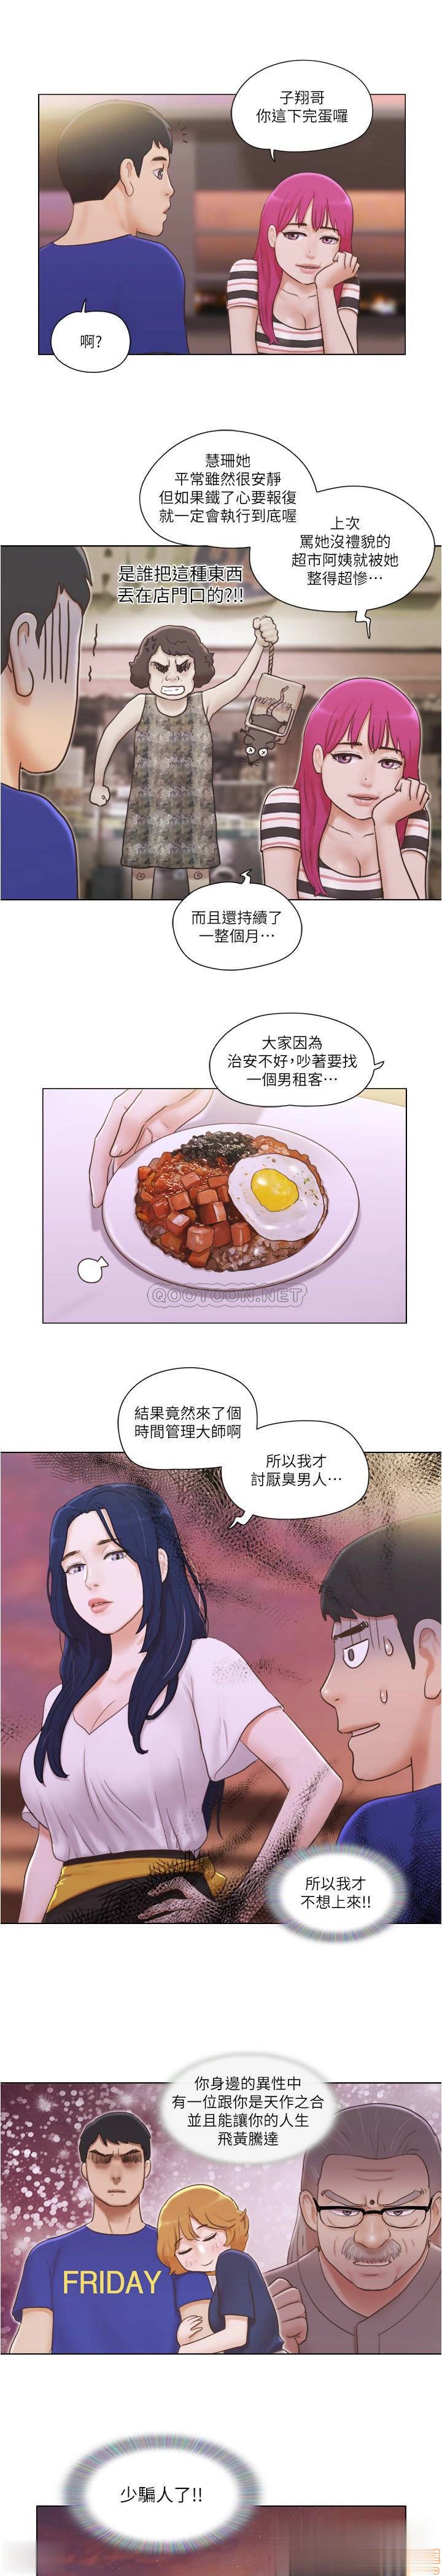 子翔哥
你這下完蛋囉
啊?
慧珊她
平常雖然很安靜
但如果鐵了心要報復
就一定會執行到底喔
上次
罵她沒禮貌的
超市阿姨就被她
整得超慘…
是誰把這種東西
丟在店門口的?!!
而且還持續了
一整個月…
大家因為
治安不好,吵著要找
一個男租客…
QOOTOON.NET
結果竟然來了個
時間管理大師啊
所以我才
討厭臭男人…
所以我才
不想上來!!
你身邊的異性中
有一位跟你是天作之合
並且能讓你的人生
飛黃騰達
FRIDAY
少騙人了!!